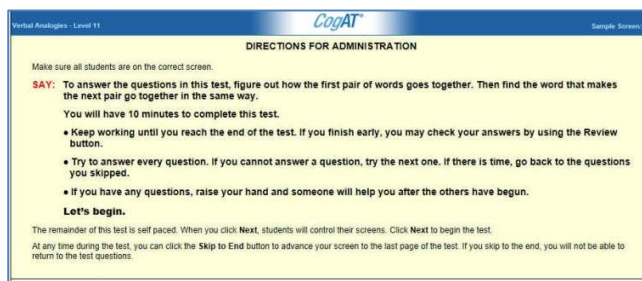 Verbal Analogies - Level 11
CogAT®
Sample Screen:
DIRECTIONS FOR ADMINISTRATION
Make sure all students are on the correct screen.
SAY: To answer the questions in this test, figure out how the first pair of words goes together. Then find the word that makes
the next pair go together in the same way.
You will have 10 minutes to complete this test.
• Keep working until you reach the end of the test. If you finish early, you may check your answers by using the Review
button.
• Try to answer every question. If you cannot answer a question, try the next one. If there is time, go back to the questions
you skipped.
• If you have any questions, raise your hand and someone will help you after the others have begun.
Let's begin.
The remainder of this test is self paced. When you click Next, students will control their screens. Click Next to begin the test.
At any time during the test, you can click the Skip to End button to advance your screen to the last page of the test. If you skip to the end, you will not be able to
return to the test questions.